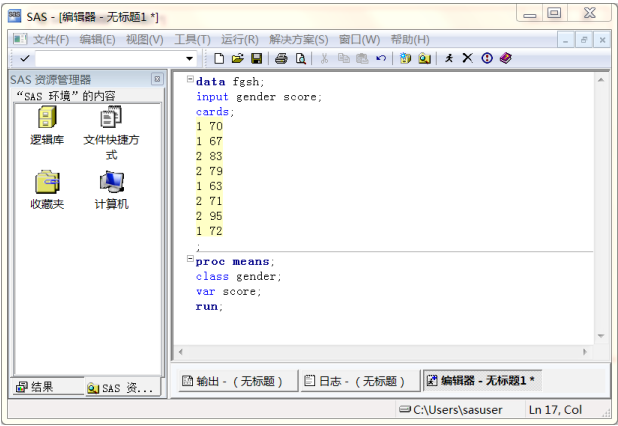 SAS - [编辑器 - 无标题1 *]
文件(F) 编辑(E) 视图(V) 工具(T) 运行(R) 解决方案(S) 窗口(W) 帮助(H)
SAS 资源管理器
“SAS 环境”的内容
逻辑库
文件快捷方
式
收藏夹
计算机
data fgsh;
input gender score;
cards;
1 70
1 67
2 83
2 79
1 63
2 71
2 95
1 72
;
proc means;
class gender;
var score;
run;
结果
SAS 资...
输出 - (无标题)
日志 - (无标题)
编辑器 - 无标题1 *
C:\Users\sasuser
Ln 17, Col